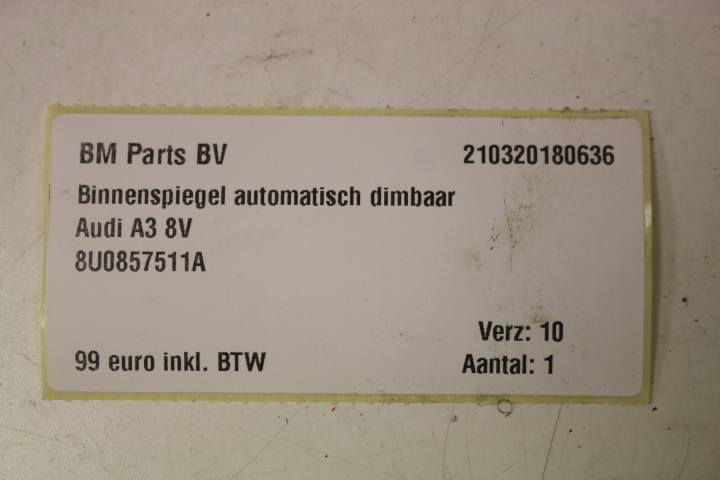 BM Parts BV 210320180636
Binnenspiegel automatisch dimbaar
Audi A3 8V
8U0857511A
Verz: 10
99 euro inkl. BTW Aantal: 1